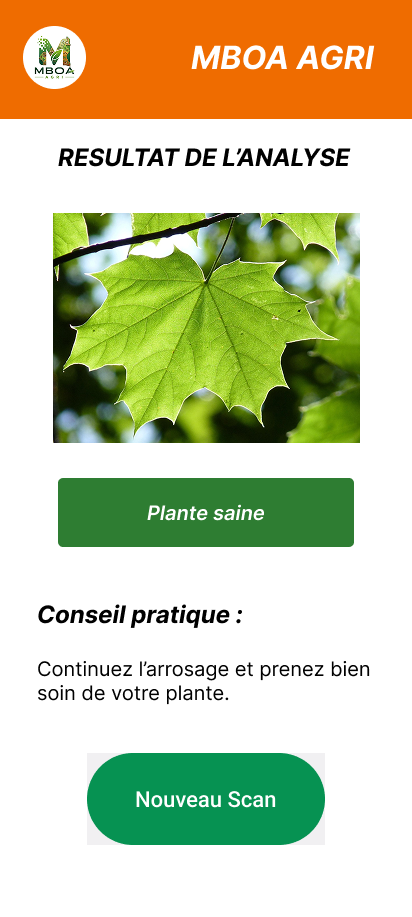 MBOA
AGRI
MBOA AGRI
RESULTAT DE L’ANALYSE
Plante saine
Conseil pratique :
Continuez l’arrosage et prenez bien
soin de votre plante.
Nouveau Scan